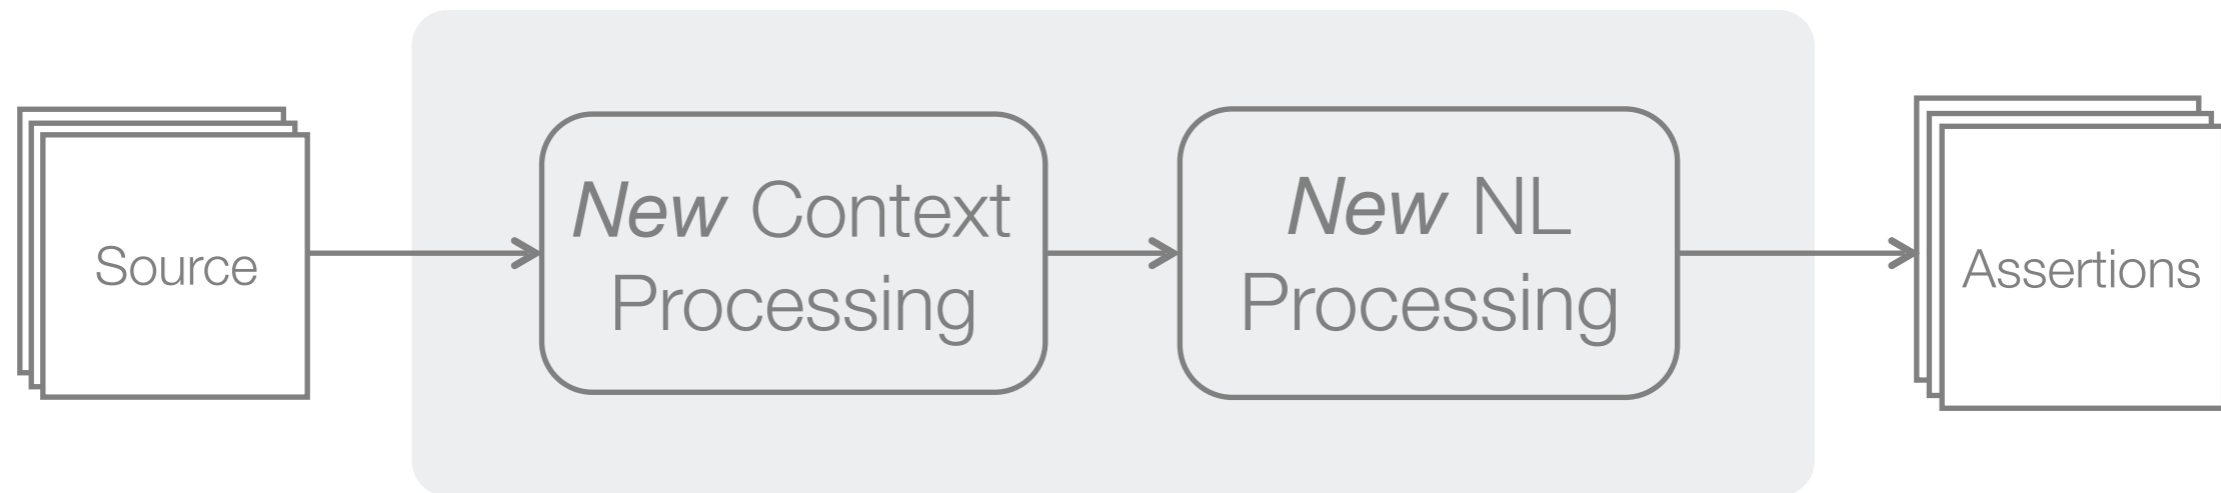 Source
New Context
Processing
New NL
Processing
Assertions